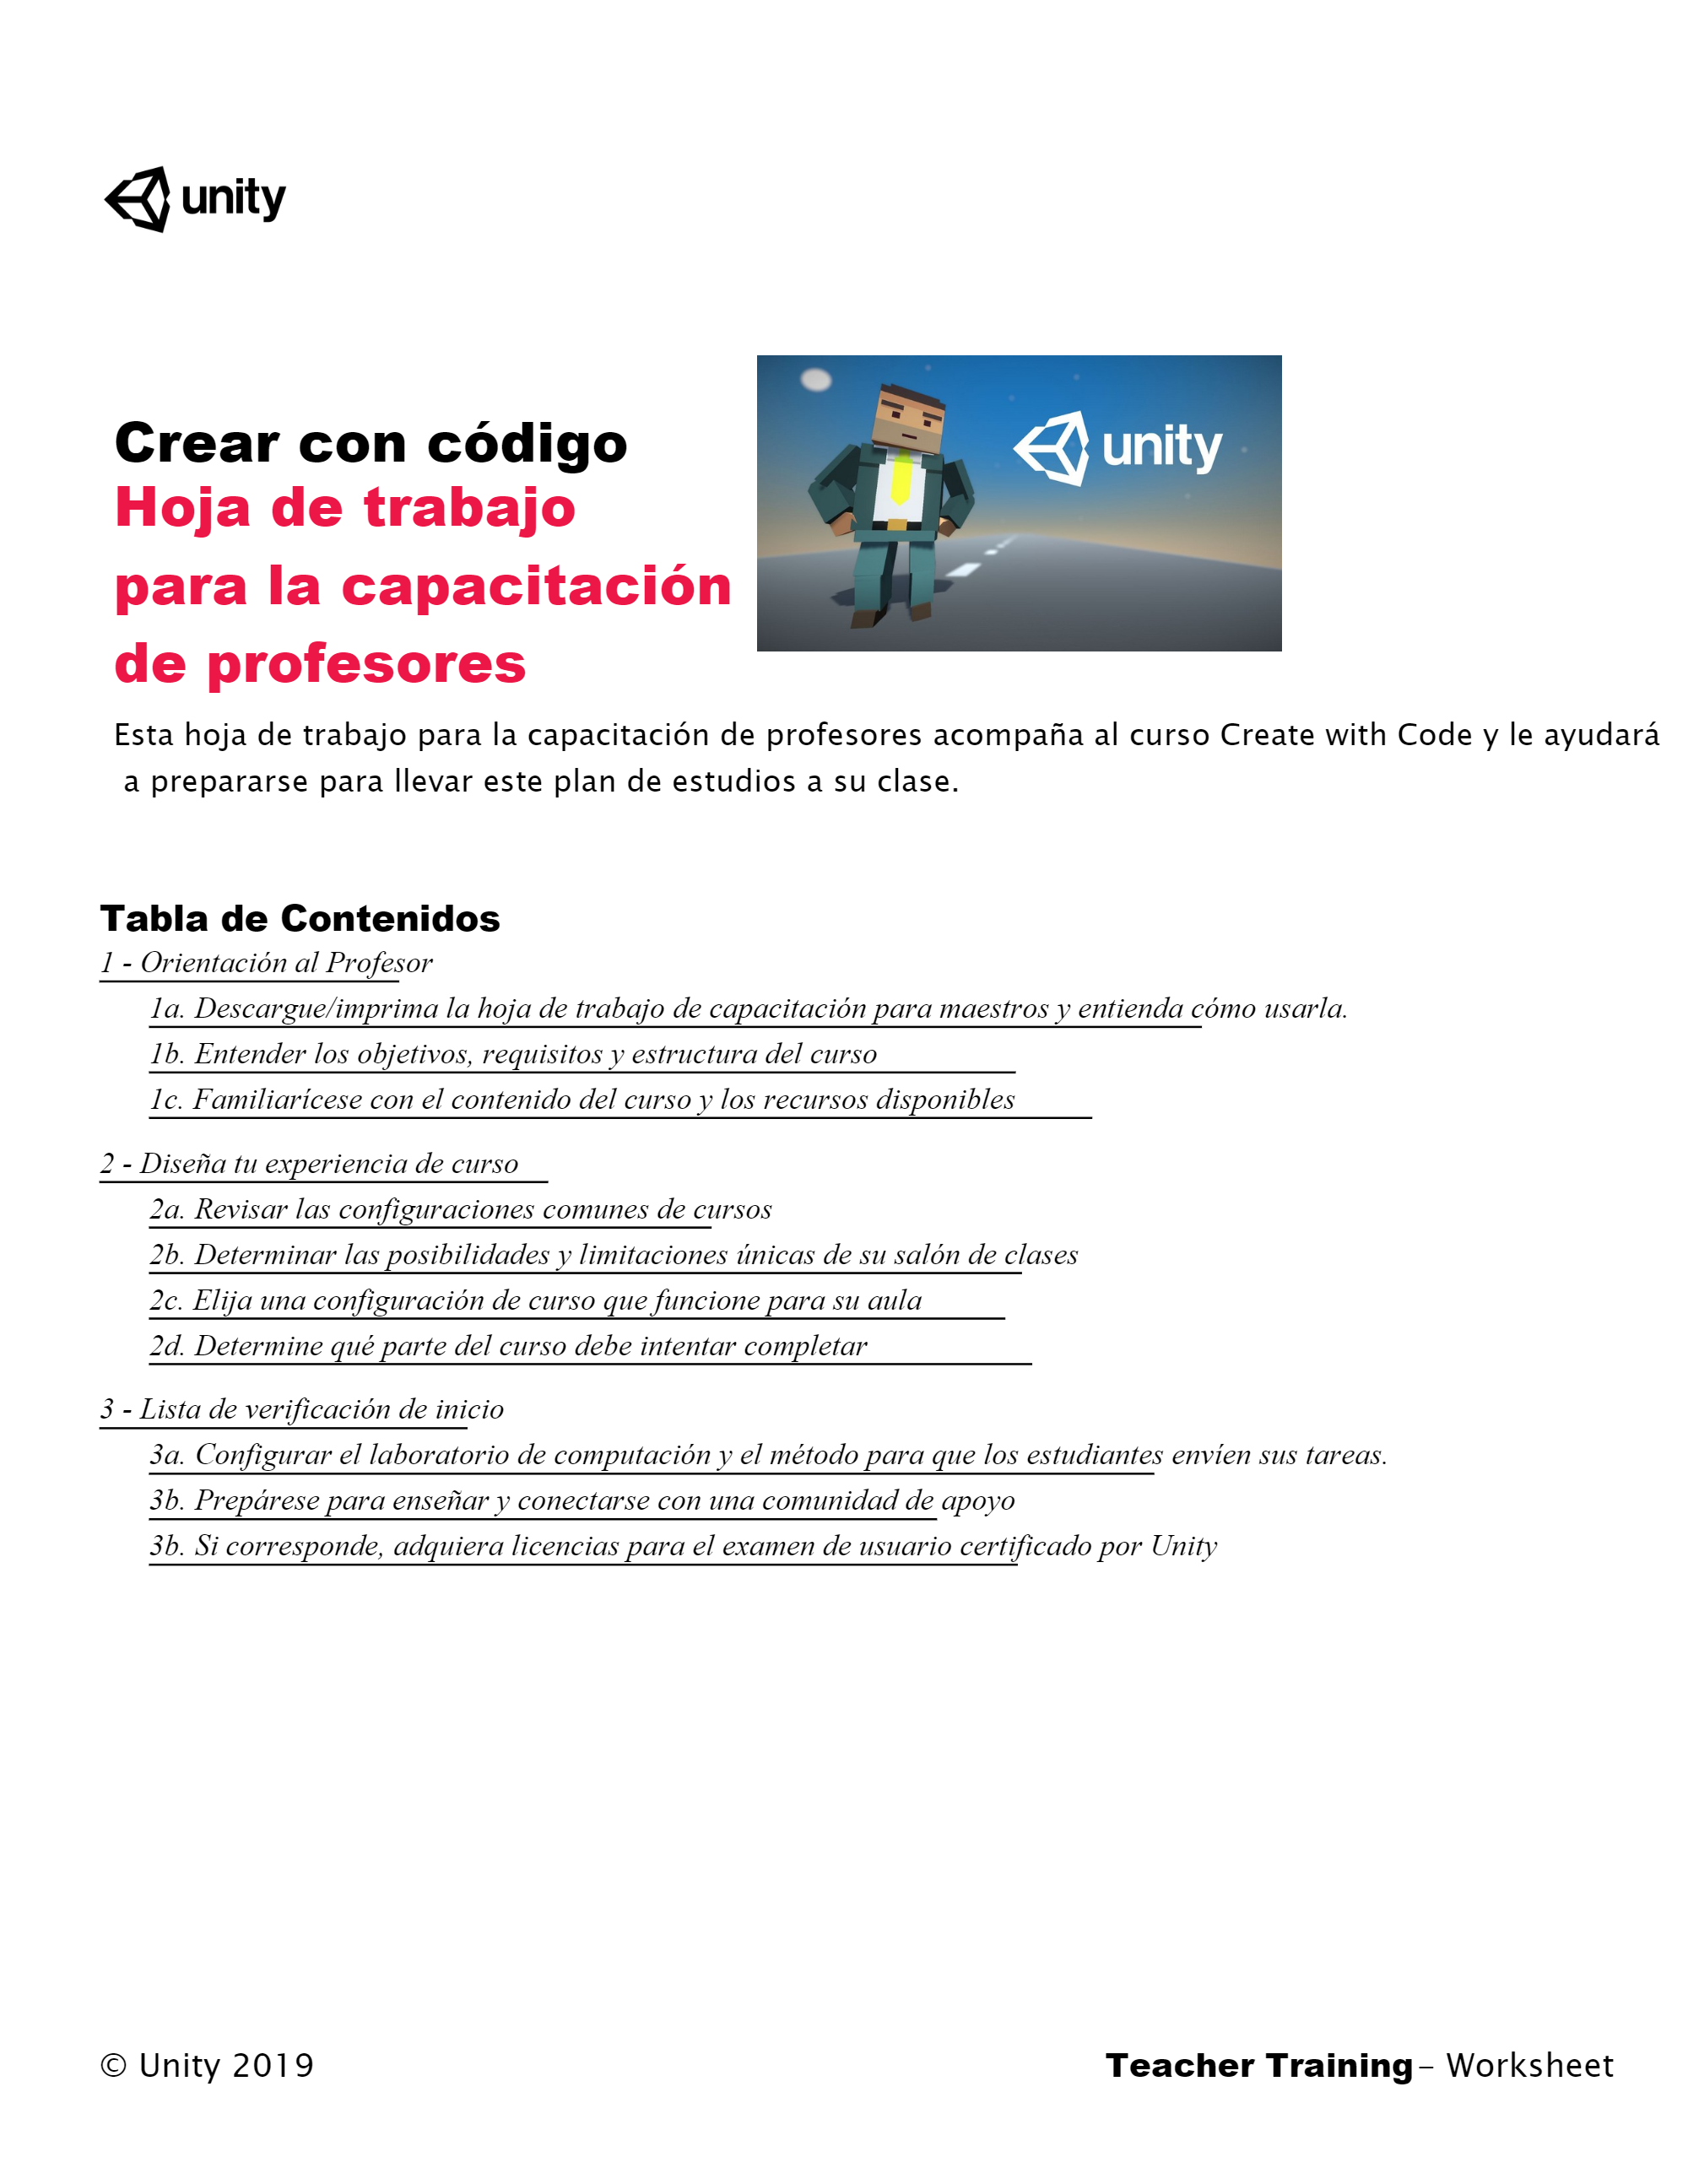 unity
unity
Crear con código
Hoja de trabajo
para la capacitación
de profesores
Esta hoja de trabajo para la capacitación de profesores acompaña al curso Create with Code y le ayudará
a prepararse para llevar este plan de estudios a su clase.
Tabla de Contenidos
1 - Orientación al Profesor
1a. Descargue/imprima la hoja de trabajo de capacitación para maestros y entienda cómo usarla.
1b. Entender los objetivos, requisitos y estructura del curso
1c. Familiarícese con el contenido del curso y los recursos disponibles
2 - Diseña tu experiencia de curso
2a. Revisar las configuraciones comunes de cursos
2b. Determinar las posibilidades y limitaciones únicas de su salón de clases
2c. Elija una configuración de curso que funcione para su aula
2d. Determine qué parte del curso debe intentar completar
3 - Lista de verificación de inicio
3a. Configurar el laboratorio de computación y el método para que los estudiantes envíen sus tareas.
3b. Prepárese para enseñar y conectarse con una comunidad de apoyo
3b. Si corresponde, adquiera licencias para el examen de usuario certificado por Unity
© Unity 2019
Teacher Training – Worksheet